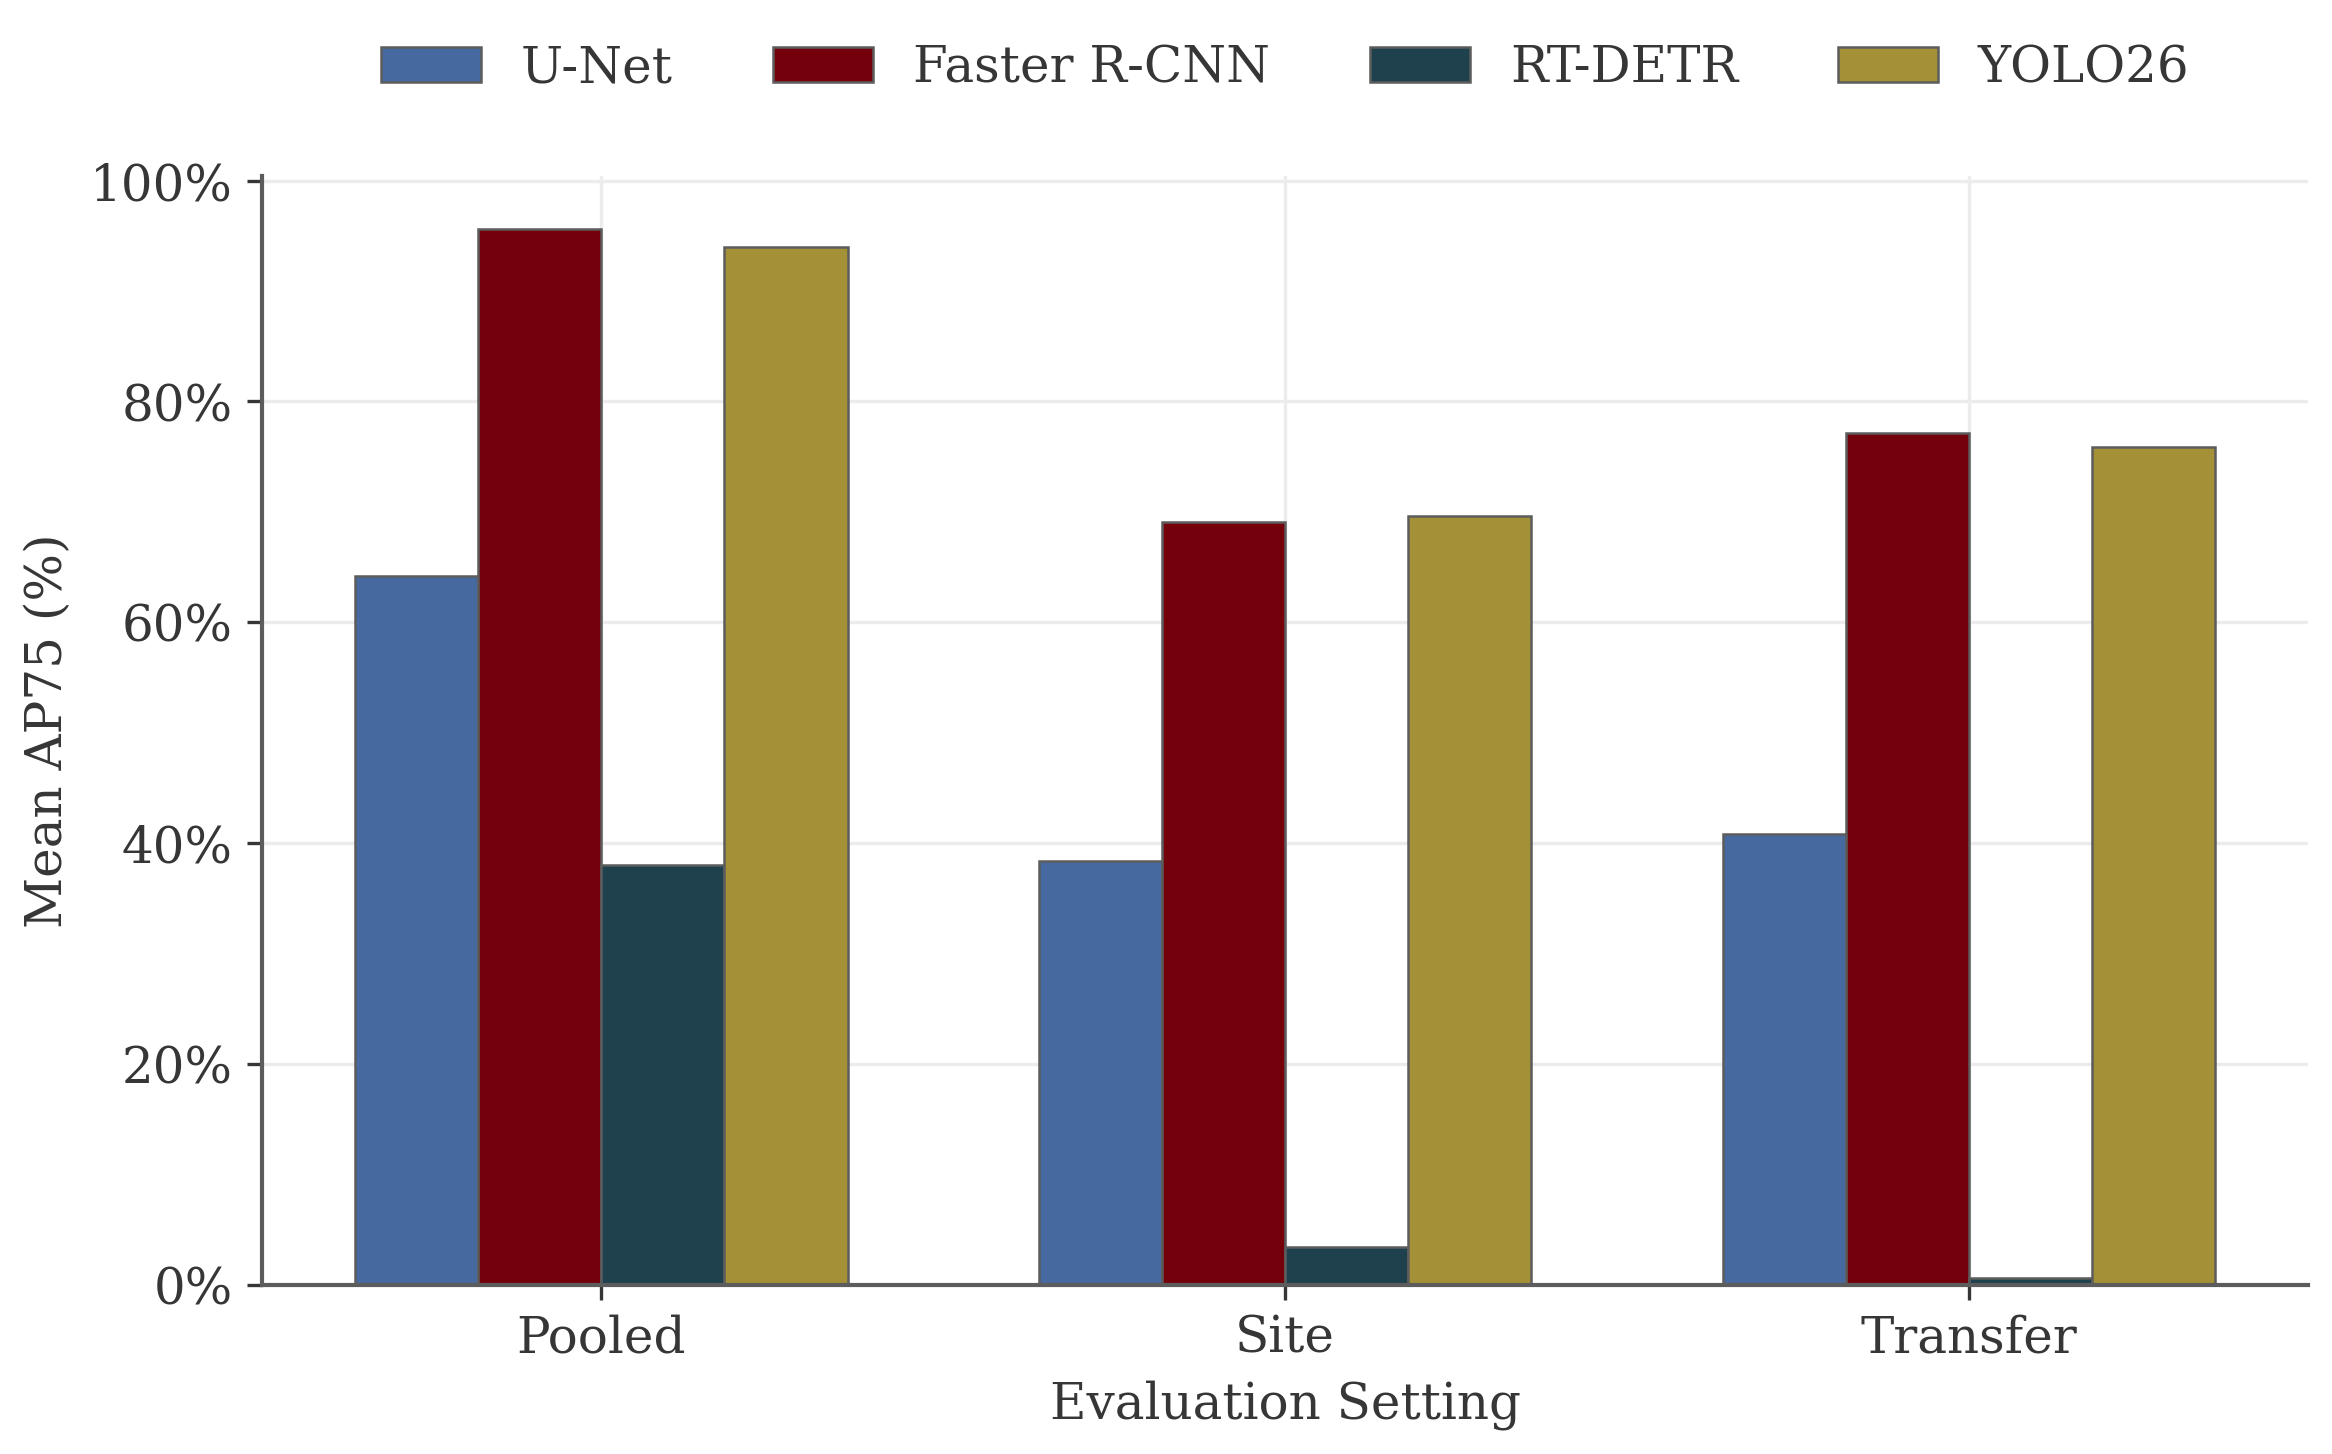 U-Net Faster R-CNN RT-DETR YOLO26
100%
80%
60%
40%
20%
0%
Mean AP75 (%)
Pooled Site Transfer
Evaluation Setting